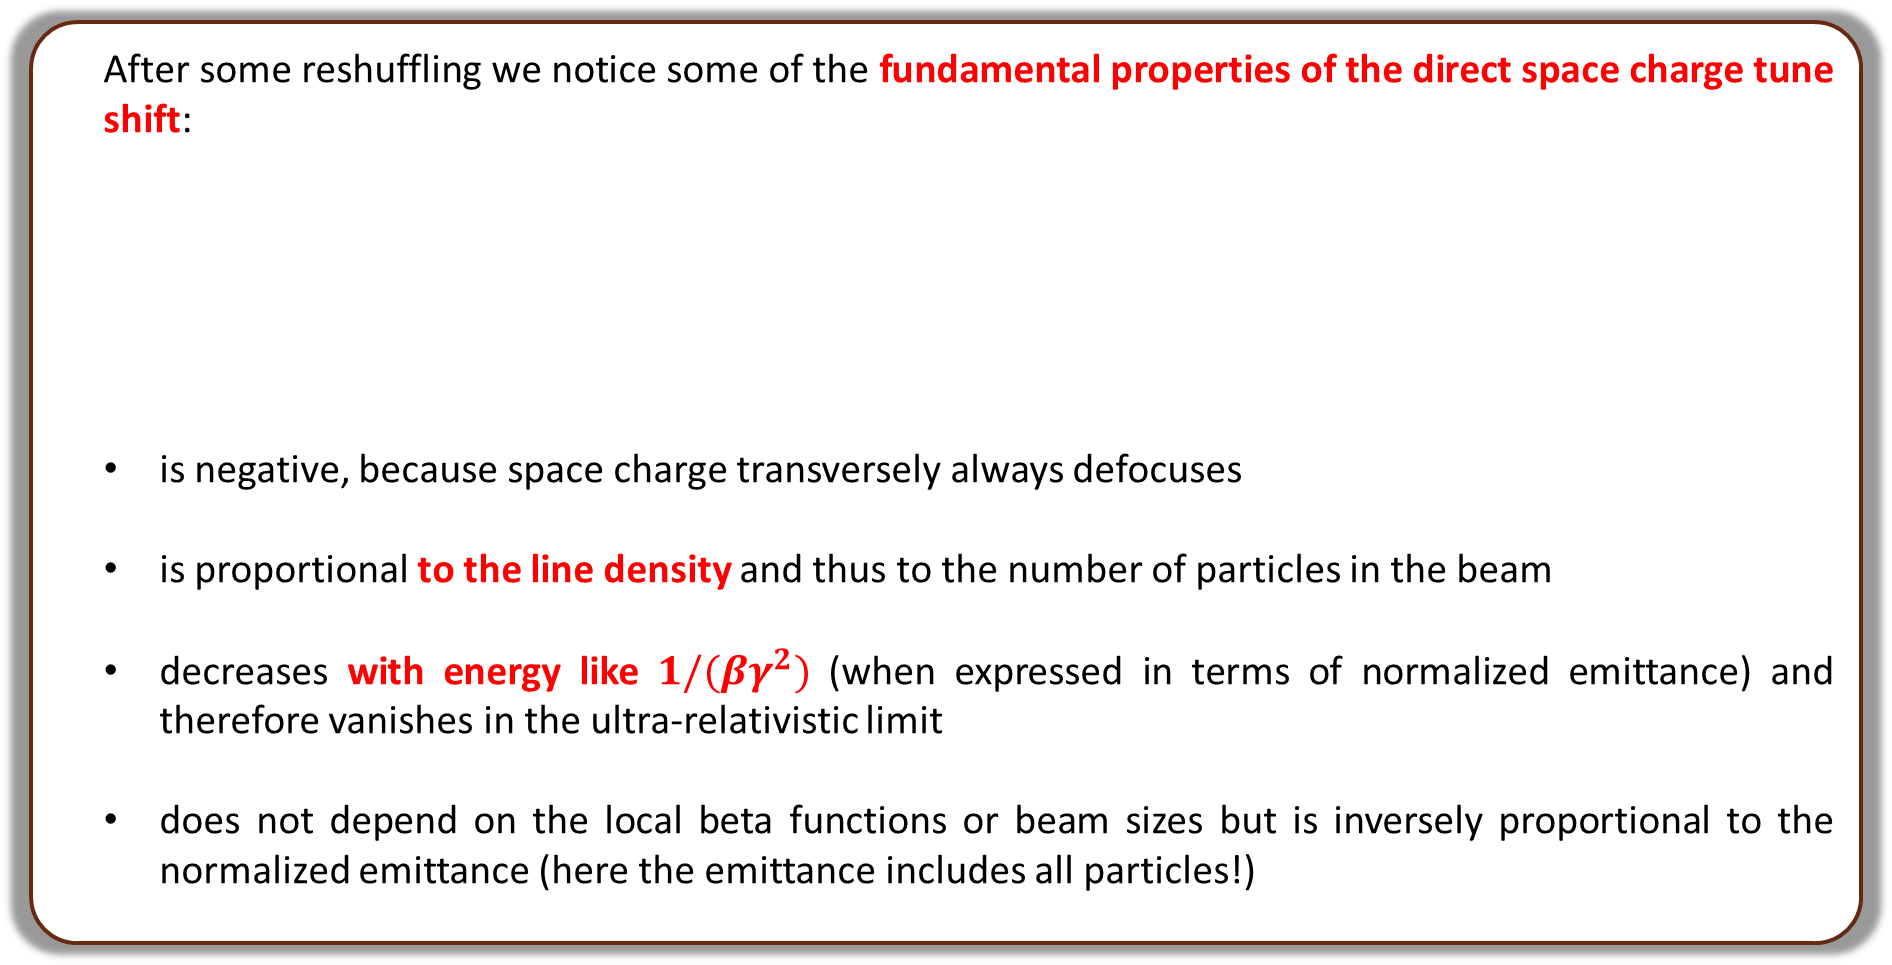 After some reshuffling we notice some of the fundamental properties of the direct space charge tune
shift:
• is negative, because space charge transversely always defocuses
• is proportional to the line density and thus to the number of particles in the beam
• decreases with energy like 1/(βγ²) (when expressed in terms of normalized emittance) and
therefore vanishes in the ultra-relativistic limit
• does not depend on the local beta functions or beam sizes but is inversely proportional to the
normalized emittance (here the emittance includes all particles!)